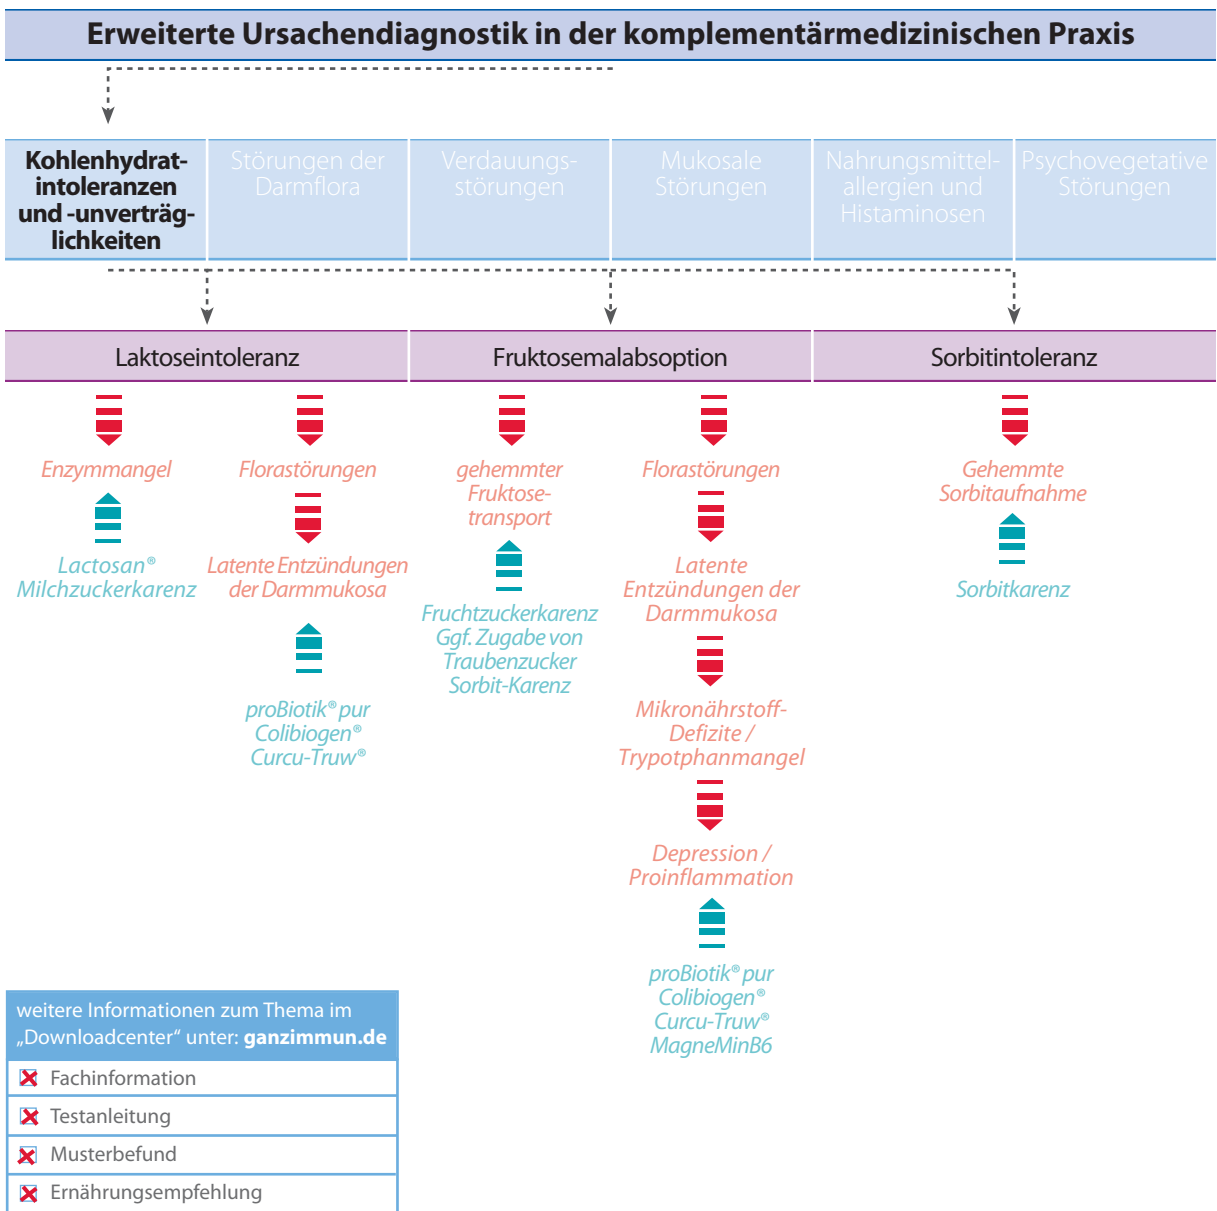 Erweiterte Ursachendiagnostik in der komplementärmedizinischen Praxis
Kohlenhydrat-
intoleranzen
und -unverträg-
lichkeiten
Störungen der
Darmflora
Verdauungs-
störungen
Mukosale
Störungen
Nahrungsmittel-
allergien und
Histaminosen
Psychovegetative
Störungen
Laktoseintoleranz
Fruktosemalabsoption
Sorbitintoleranz
Enzymmangel
Lactosan®
Milchzuckerkarenz
Florastörungen
Latente Entzündungen
der Darmmukosa
proBiotik® pur
Colibiogen®
Curcu-Truw®
gehemmter
Fruktose-
transport
Fruchtzuckerkarenz
Ggf. Zugabe von
Traubenzucker
Sorbit-Karenz
Florastörungen
Latente
Entzündungen der
Darmmukosa
Mikronährstoff-
Defizite /
Trypotphanmangel
Depression /
Proinflammation
proBiotik® pur
Colibiogen®
Curcu-Truw®
MagneMinB6
Gehemmte
Sorbitaufnahme
Sorbitkarenz
weitere Informationen zum Thema im
„Downloadcenter“ unter: ganzimmun.de
Fachinformation
Testanleitung
Musterbefund
Ernährungsempfehlung